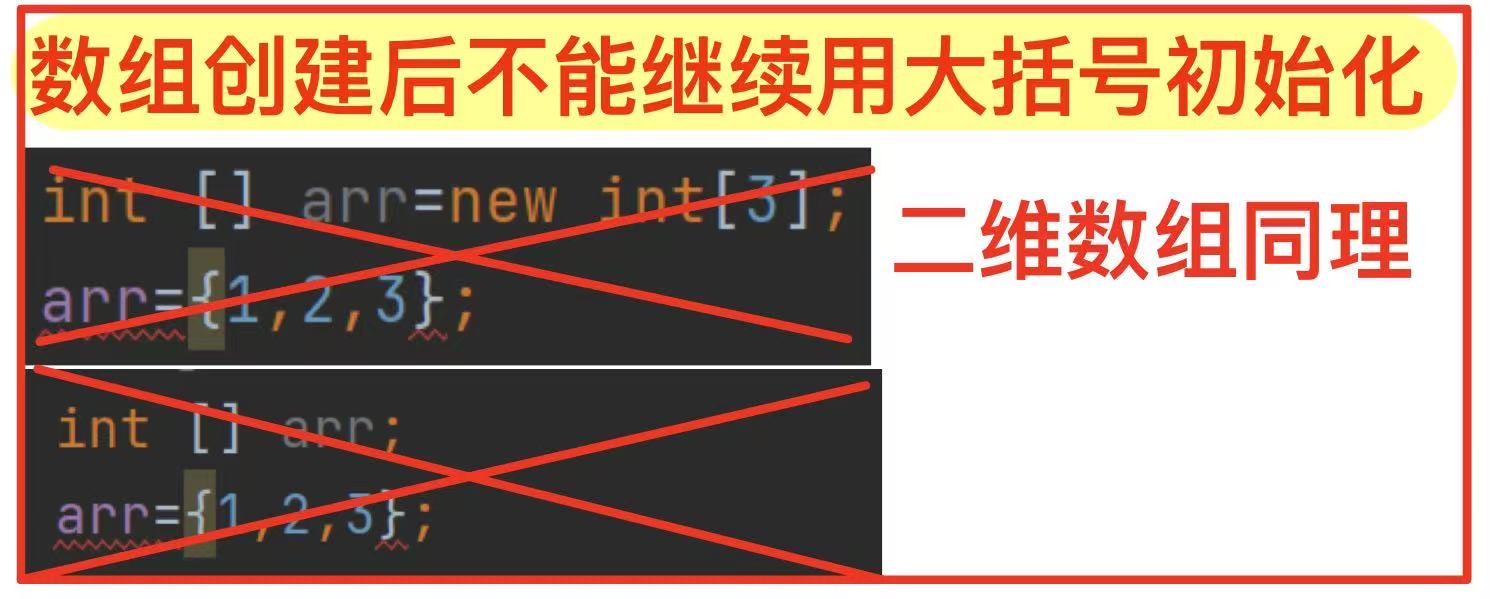 数组创建后不能继续用大括号初始化
int [] arr=new int[3];
arr={1,2,3};
二维数组同理
int [] arr;
arr={1,2,3};